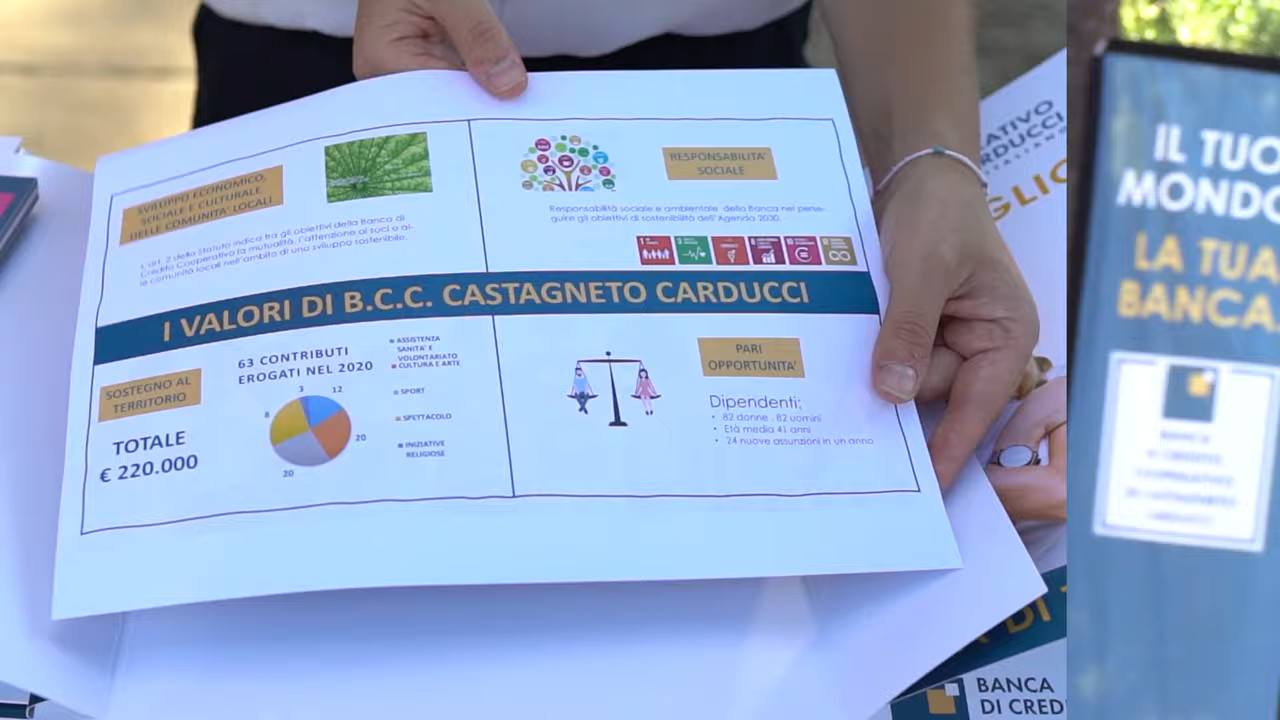 SVILUPPO ECONOMICO,
SOCIALE E CULTURALE
DELLE COMUNITA' LOCALI
L'art. 2 dello Statuto indica tra gli obiettivi della Banca di
Credito Cooperativo la mutualità, l'attenzione ai soci o al-
le comunità locali nell'ambito di uno sviluppo sostenibile.
RESPONSABILITA'
SOCIALE
Responsabilità sociale e ambientale della Banca nel perse-
guire gli obiettivi di sostenibilità dell'Agenda 2030.
I VALORI DI B.C.C. CASTAGNETO CARDUCCI
SOSTEGNO AL
TERRITORIO
TOTALE
€ 220.000
63 CONTRIBUTI
EROGATI NEL 2020
3
12
8
20
20
ASSISTENZA
SANITA' E
VOLONTARIATO
CULTURA E ARTE
SPORT
SPETTACOLO
INIZIATIVE
RELIGIOSE
PARI
OPPORTUNITA'
Dipendenti:
• 82 donne . 82 uomini
• Età media 41 anni
• 24 nuove assunzioni in un anno
RATIVO
ARDUCCI
GLIO
DI
BANCA
DI CRED
IL TUO
MONDO
LA TUA
BANCA